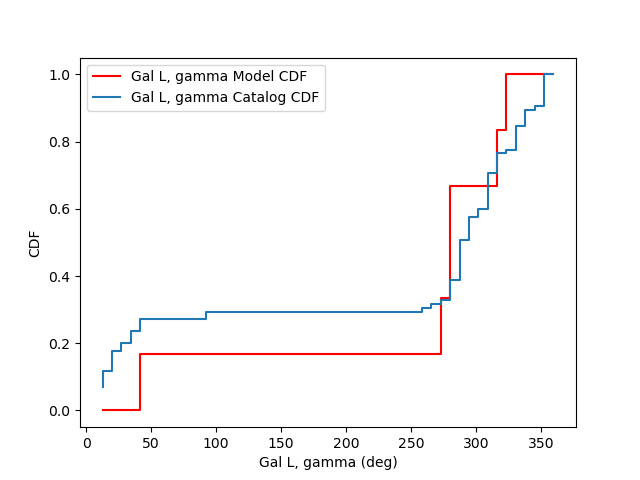 Gal L, gamma Model CDF
Gal L, gamma Catalog CDF
1.0
0.8
0.6
0.4
0.2
0.0
CDF
0 50 100 150 200 250 300 350
Gal L, gamma (deg)